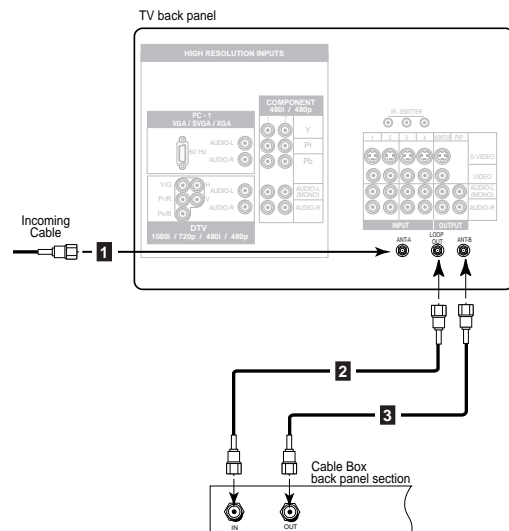 TV back panel
HIGH RESOLUTION INPUTS
PC - 1
VGA / SVGA / XGA
60 Hz
AUDIO-L
AUDIO-R
COMPONENT
480i / 480p
1 2
Y
Pr
Pb
AUDIO-L
(MONO)
AUDIO-R
Y/G
H
PR/R
V
PB/B
AUDIO-L
AUDIO-R
DTV
1080i / 720p / 480i / 480p
IR - EMITTER
1 2 3 4 MONITOR PIP
S-VIDEO
VIDEO
AUDIO-L
(MONO)
AUDIO-R
INPUT OUTPUT
ANT-A
LOOP
OUT
ANT-B
Incoming
Cable
1
2
3
Cable Box
back panel section
IN
OUT